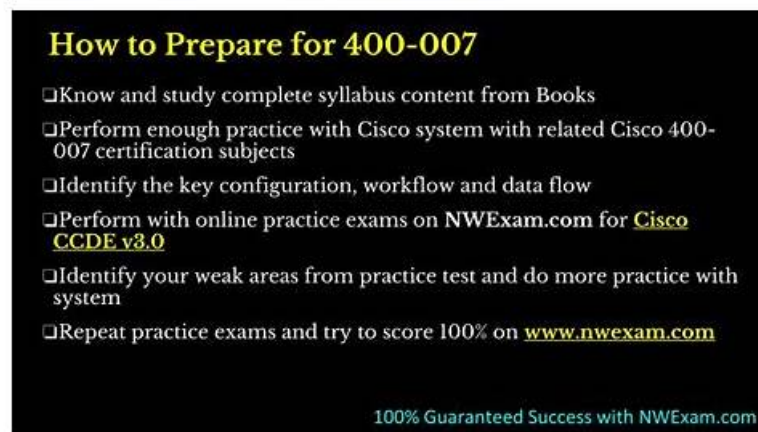 How to Prepare for 400-007
❑Know and study complete syllabus content from Books
❑Perform enough practice with Cisco system with related Cisco 400-
007 certification subjects
❑Identify the key configuration, workflow and data flow
❑Perform with online practice exams on NWExam.com for Cisco
CCDE v3.0
❑Identify your weak areas from practice test and do more practice with
system
❑Repeat practice exams and try to score 100% on www.nwexam.com
100% Guaranteed Success with NWExam.com